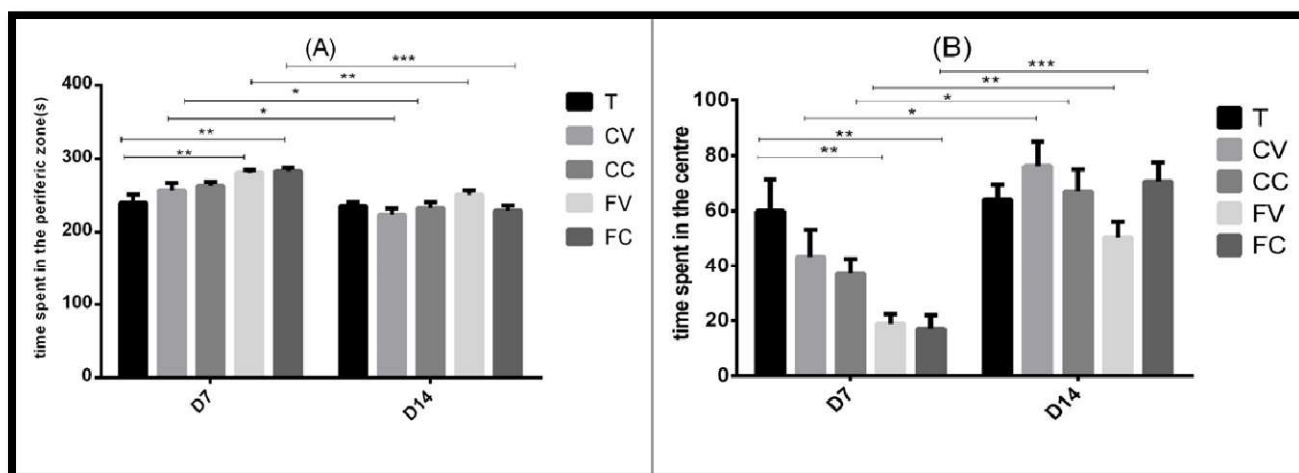 (A)
***
**
*
*
**
**
time spent in the periferic zone(s)
400
300
200
100
0
D7
D14
T
CV
CC
FV
FC
(B)
***
**
*
*
**
**
time spent in the centre
100
80
60
40
20
0
D7
D14
T
CV
CC
FV
FC